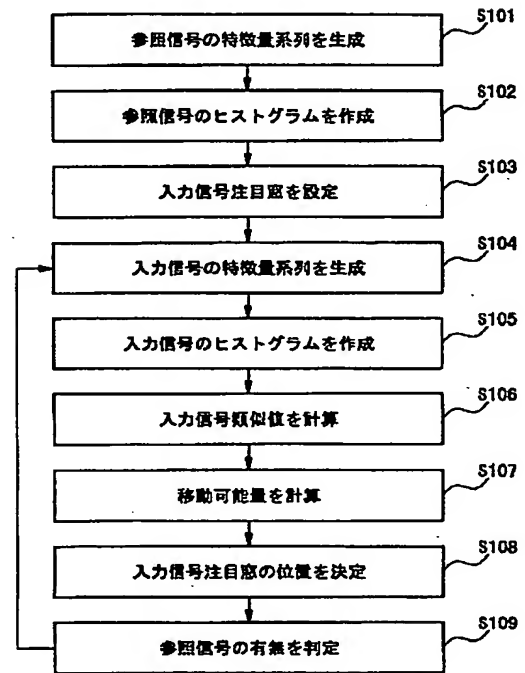 S101
参照信号の特徴量系列を生成
S102
参照信号のヒストグラムを作成
S103
入力信号注目窓を設定
S104
入力信号の特徴量系列を生成
S105
入力信号のヒストグラムを作成
S106
入力信号類似値を計算
S107
移動可能量を計算
S108
入力信号注目窓の位置を決定
S109
参照信号の有無を判定